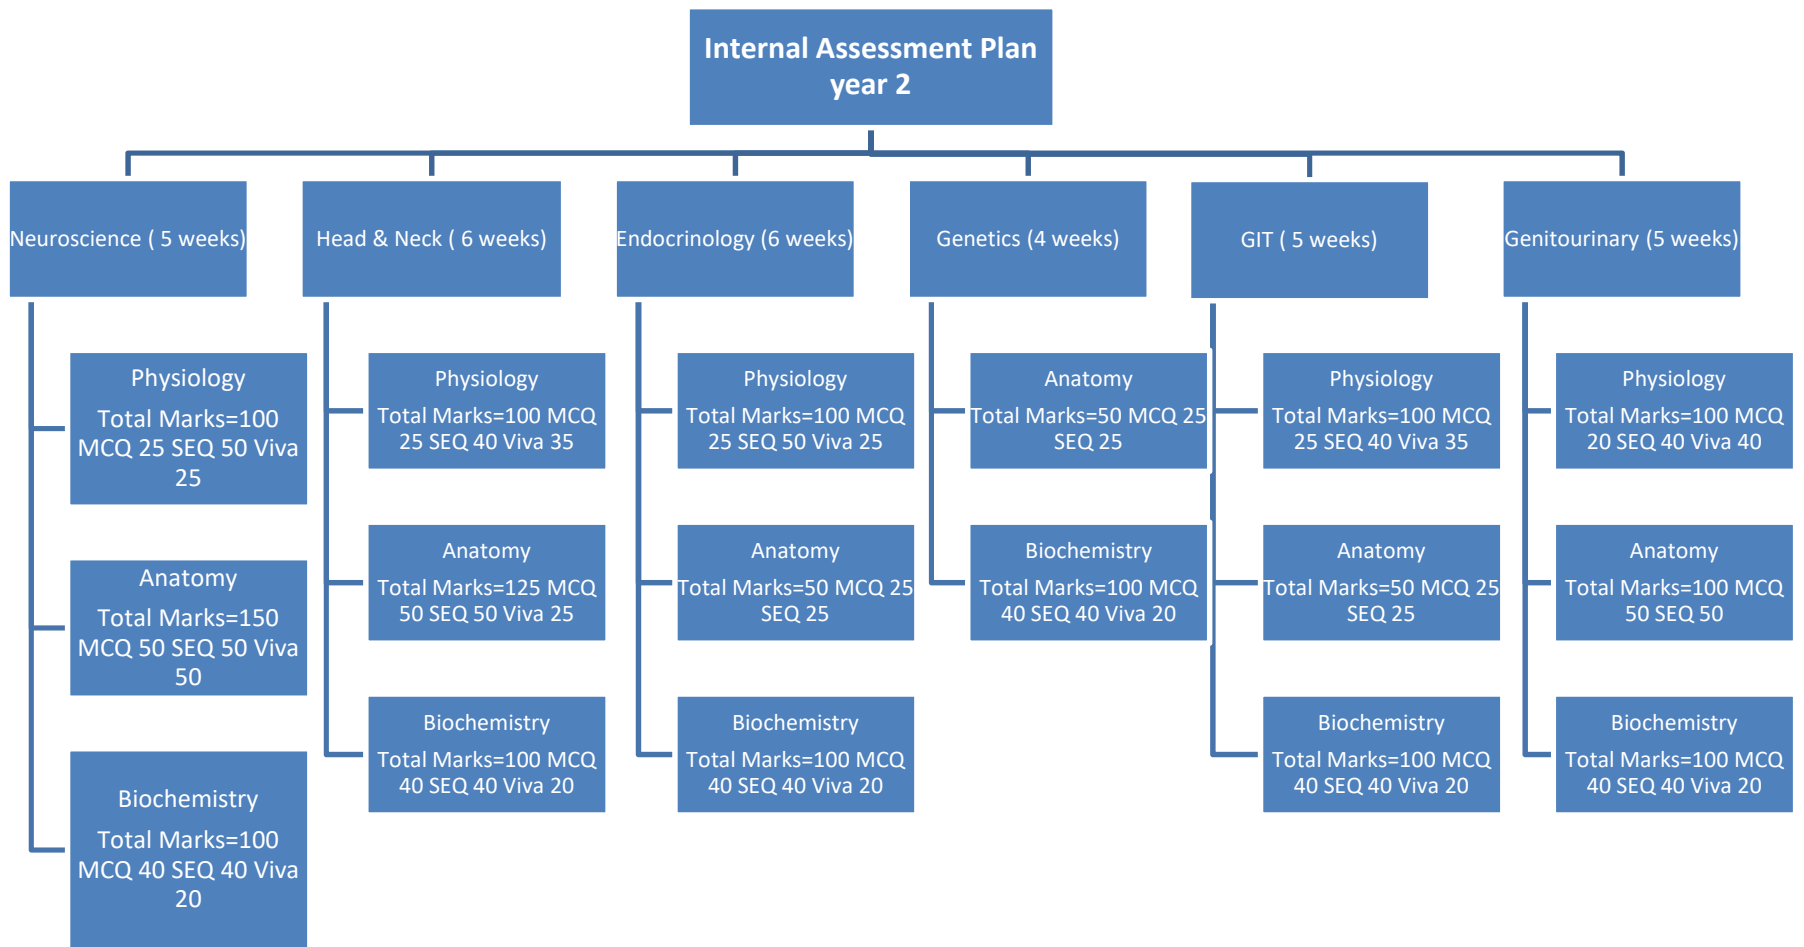 Internal Assessment Plan
year 2
Neuroscience ( 5 weeks)
Head & Neck ( 6 weeks)
Endocrinology (6 weeks)
Genetics (4 weeks)
GIT ( 5 weeks)
Genitourinary (5 weeks)
Physiology
Total Marks=100
MCQ 25 SEQ 50 Viva
25
Anatomy
Total Marks=150
MCQ 50 SEQ 50 Viva
50
Biochemistry
Total Marks=100
MCQ 40 SEQ 40 Viva
20
Physiology
Total Marks=100 MCQ
25 SEQ 40 Viva 35
Anatomy
Total Marks=125 MCQ
50 SEQ 50 Viva 25
Biochemistry
Total Marks=100 MCQ
40 SEQ 40 Viva 20
Physiology
Total Marks=100 MCQ
25 SEQ 50 Viva 25
Anatomy
Total Marks=50 MCQ 25
SEQ 25
Biochemistry
Total Marks=100 MCQ
40 SEQ 40 Viva 20
Anatomy
Total Marks=50 MCQ 25
SEQ 25
Biochemistry
Total Marks=100 MCQ
40 SEQ 40 Viva 20
Physiology
Total Marks=100 MCQ
25 SEQ 40 Viva 35
Anatomy
Total Marks=50 MCQ 25
SEQ 25
Biochemistry
Total Marks=100 MCQ
40 SEQ 40 Viva 20
Physiology
Total Marks=100 MCQ
20 SEQ 40 Viva 40
Anatomy
Total Marks=100 MCQ
50 SEQ 50
Biochemistry
Total Marks=100 MCQ
40 SEQ 40 Viva 20